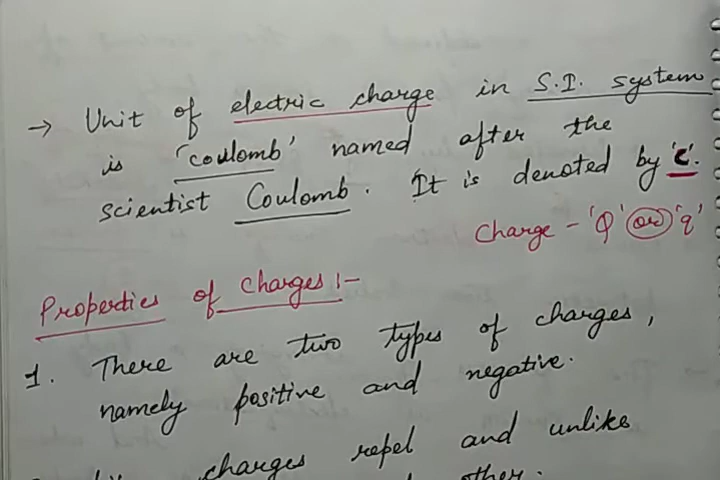 → Unit of electric charge in S.I. system
is 'coulomb' named after the
scientist Coulomb. It is denoted by 'C'.
Charge - 'Q' or 'q'
Properties of charges :-
1. There are two types of charges,
namely positive and negative.
charges repel and unlike
other.